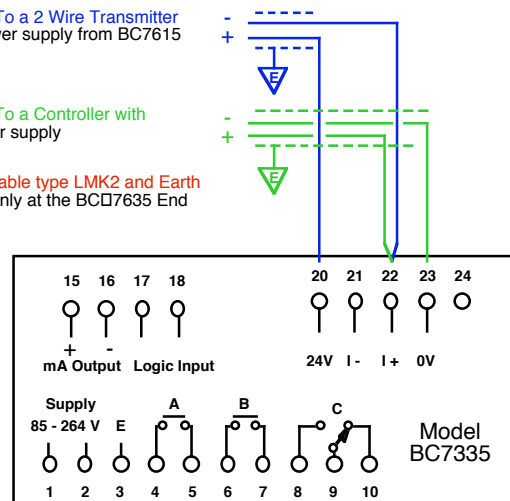 To a 2 Wire Transmitter
er supply from BC7615
-
+
E
To a Controller with
r supply
-
+
E
able type LMK2 and Earth
nly at the BC□7635 End
15 16 17 18 20 21 22 23 24
+ -
mA Output Logic Input
24V I - I + 0V
Supply A B C
85 - 264 V E
Model
BC7335
1 2 3 4 5 6 7 8 9 10